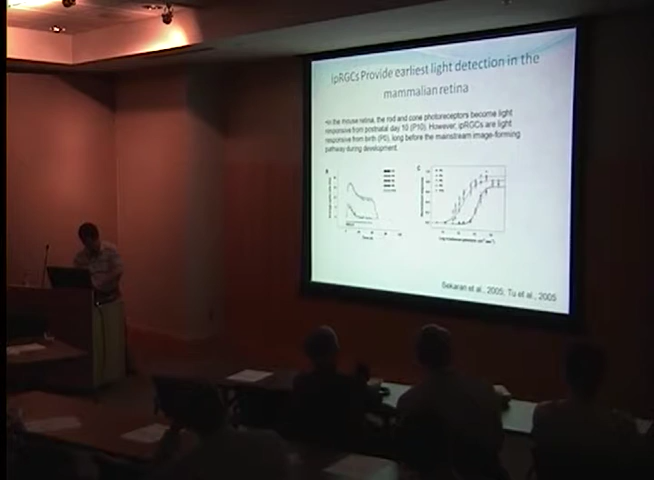 ipRGCs Provide earliest light detection in the
mammalian retina
•In the mouse retina, the rod and cone photoreceptors become light
responsive from postnatal day 10 (P10). However, ipRGCs are light
responsive from birth (P0), long before the mainstream image-forming
pathway during development.
C
Sekaran et al., 2005; Tu et al., 2005